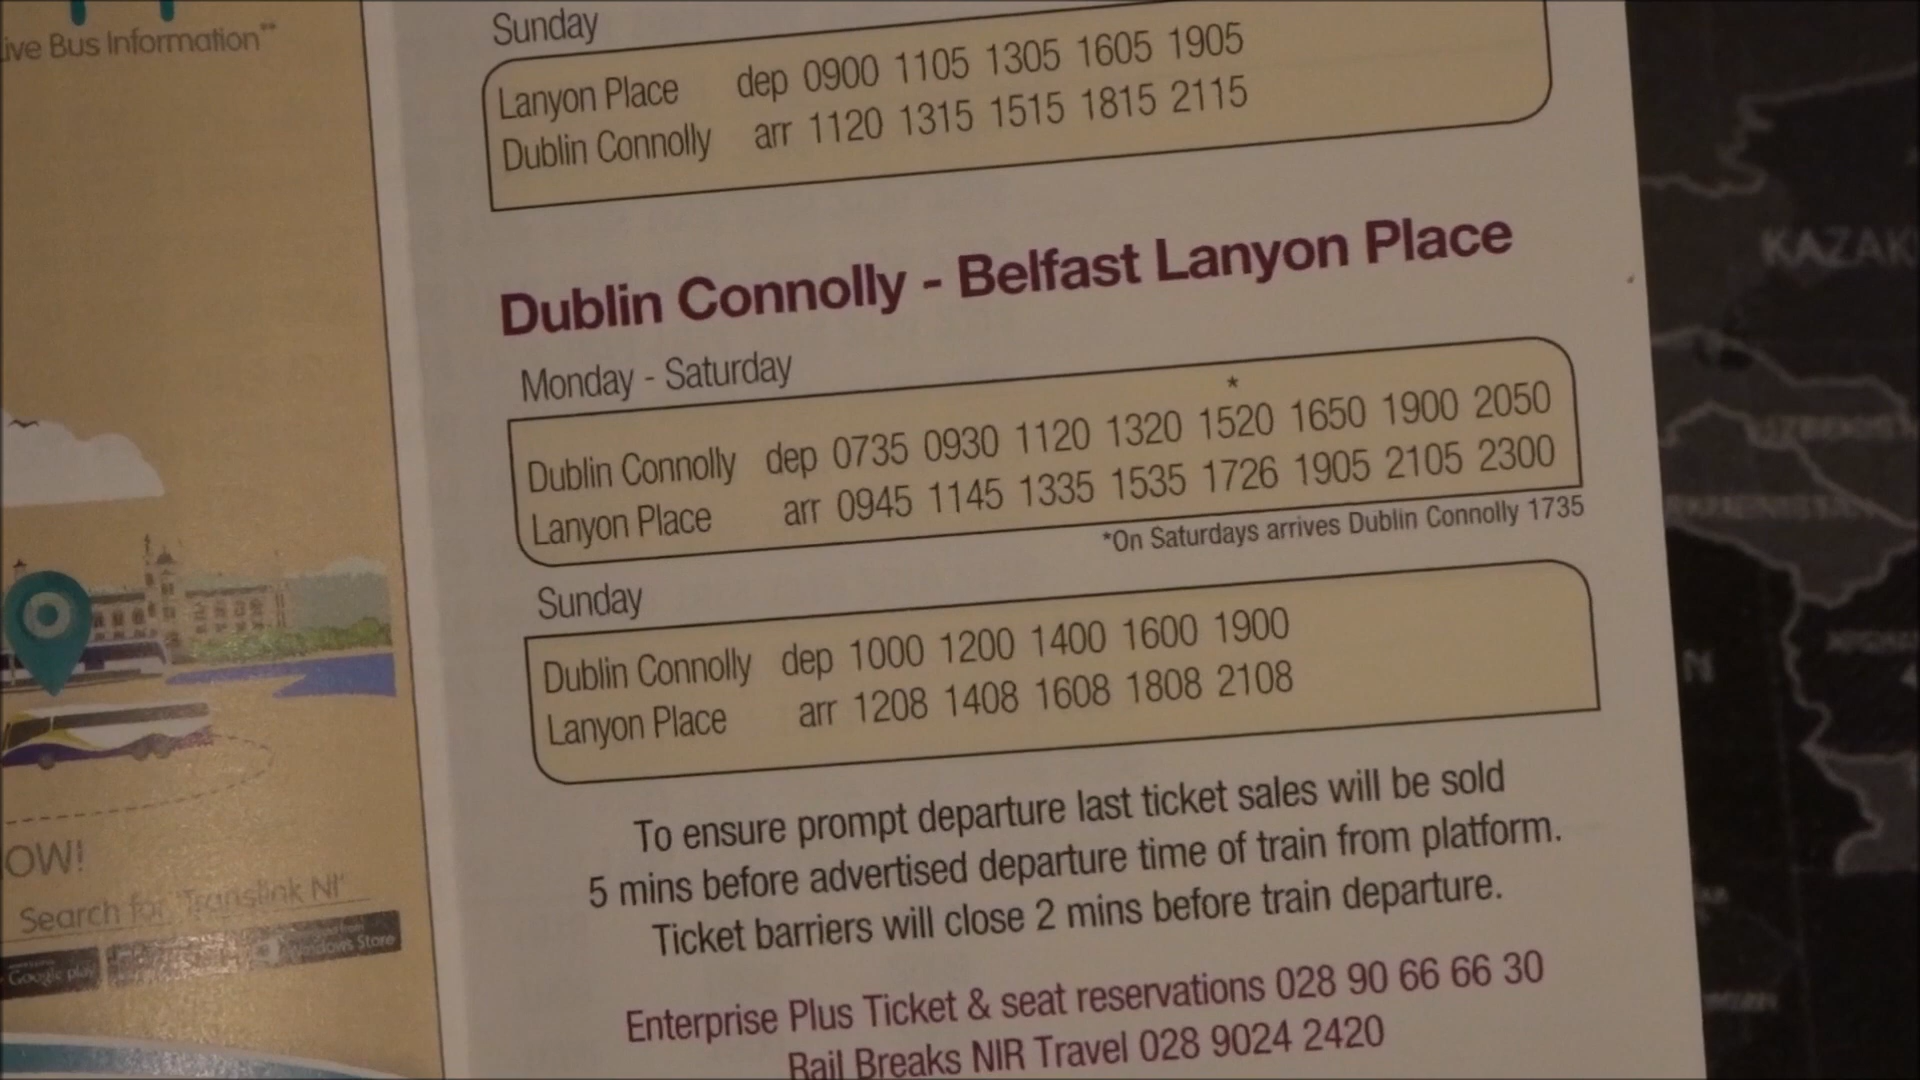 ive Bus Information
Sunday
Lanyon Place dep 0900 1105 1305 1605 1905
Dublin Connolly arr 1120 1315 1515 1815 2115
Dublin Connolly - Belfast Lanyon Place
Monday - Saturday
*
Dublin Connolly dep 0735 0930 1120 1320 1520 1650 1900 2050
Lanyon Place arr 0945 1145 1335 1535 1726 1905 2105 2300
*On Saturdays arrives Dublin Connolly 1735
Sunday
Dublin Connolly dep 1000 1200 1400 1600 1900
Lanyon Place arr 1208 1408 1608 1808 2108
To ensure prompt departure last ticket sales will be sold
5 mins before advertised departure time of train from platform.
Ticket barriers will close 2 mins before train departure.
Enterprise Plus Ticket & seat reservations 028 90 66 66 30
Rail Breaks NIR Travel 028 9024 2420
OW!
Search for 'Translink NI'
Google play
Windows Store
KAZAK
N